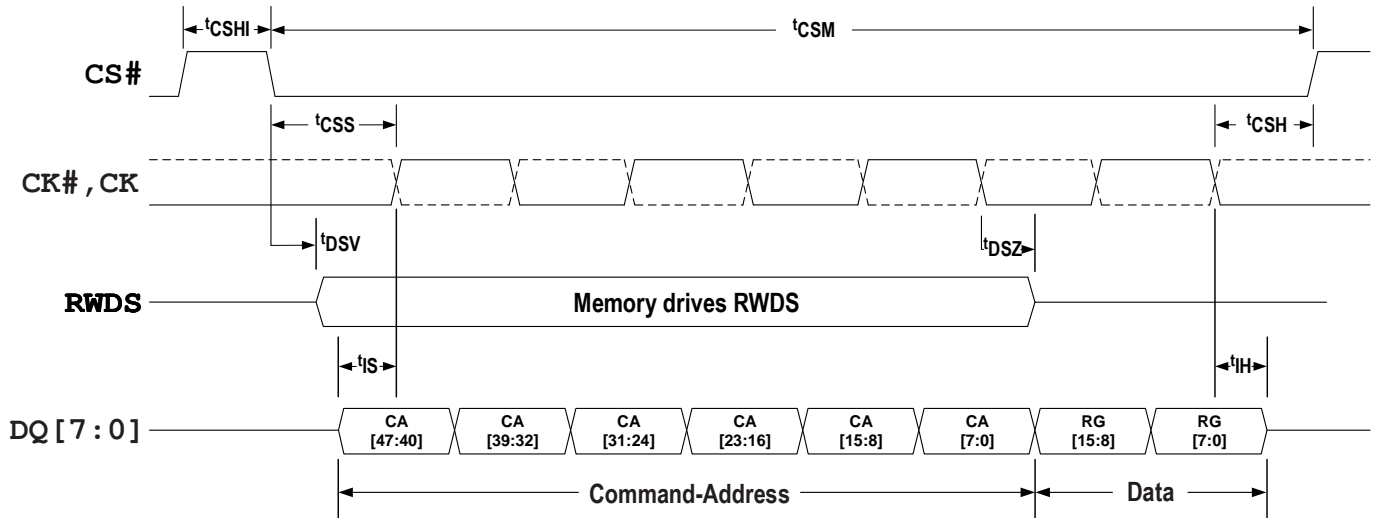 tCSHI
tCSM
CS#
tCSS
tCSH
CK#,CK
tDSV
tDSZ
RWDS
Memory drives RWDS
tIS
tIH
DQ[7:0]
CA
[47:40]
CA
[39:32]
CA
[31:24]
CA
[23:16]
CA
[15:8]
CA
[7:0]
RG
[15:8]
RG
[7:0]
Command-Address
Data